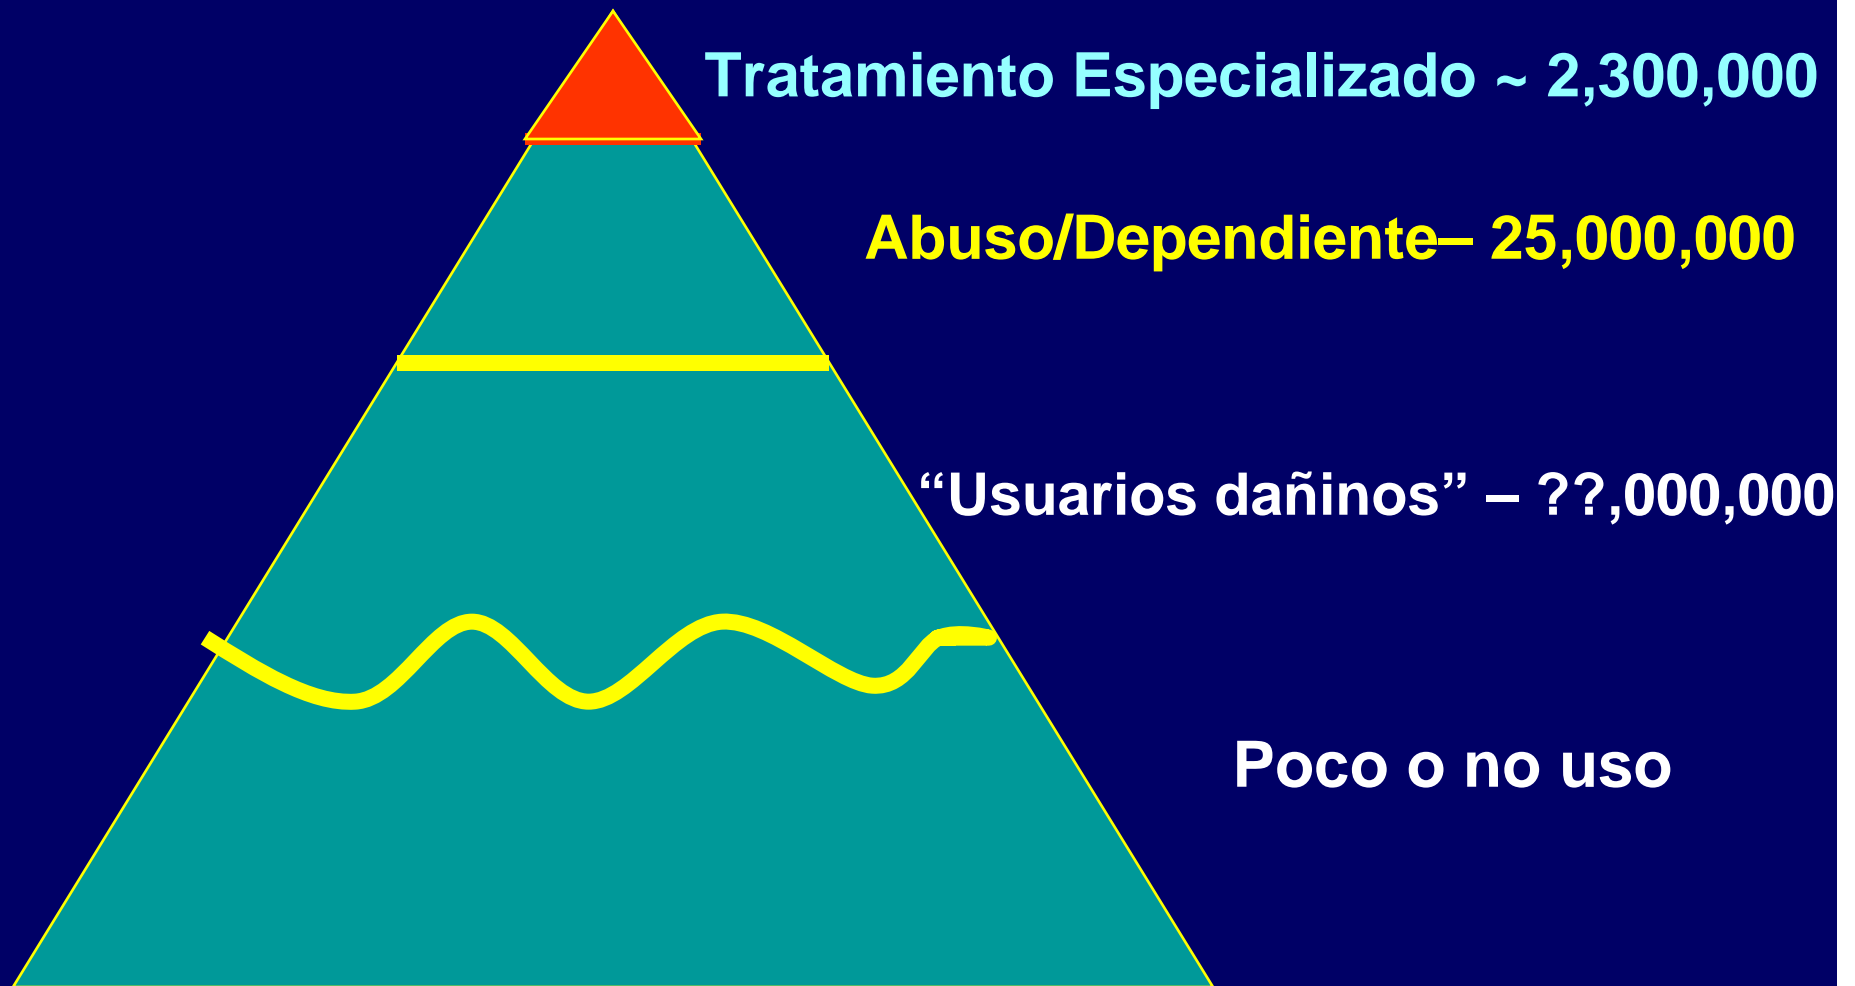 Tratamiento Especializado ~ 2,300,000
Abuso/Dependiente– 25,000,000
“Usuarios dañinos” – ??,000,000
Poco o no uso